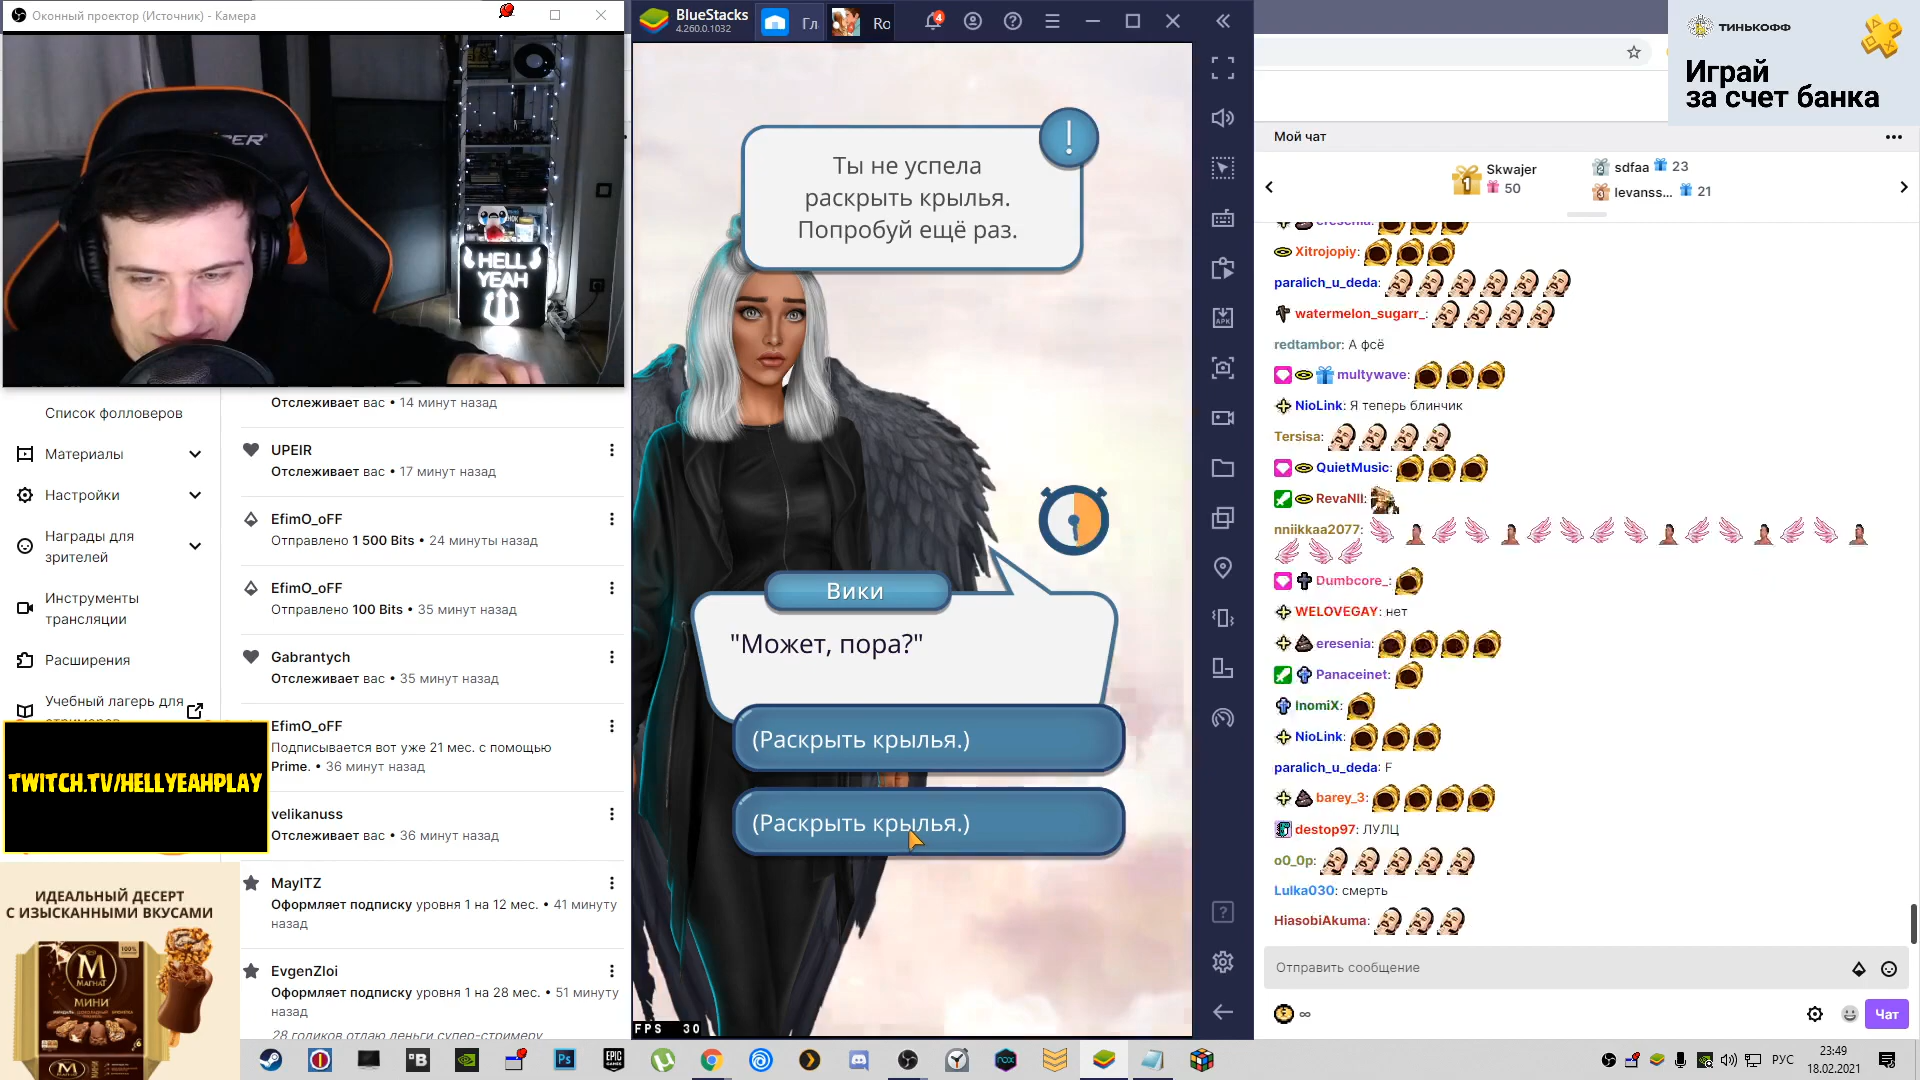 Оконный проектор (Источник) - Камера
HELL
YEAH
Список фолловеров
Материалы
Настройки
Награды для
зрителей
Инструменты
трансляции
Расширения
Учебный лагерь для
TWITCH.TV/HELLYEAHPLAY
ИДЕАЛЬНЫЙ ДЕСЕРТ
С ИЗЫСКАННЫМИ ВКУСАМИ
100%
M
МАГНАТ
МИНИ
Отслеживает вас • 14 минут назад
UPEIR
Отслеживает вас • 17 минут назад
EfimO_oFF
Отправлено 1 500 Bits • 24 минуты назад
EfimO_oFF
Отправлено 100 Bits • 35 минут назад
Gabrantych
Отслеживает вас • 35 минут назад
EfimO_oFF
Подписывается вот уже 21 мес. с помощью
Prime. • 36 минут назад
velikanuss
Отслеживает вас • 36 минут назад
MayITZ
Оформляет подписку уровня 1 на 12 мес. • 41 минуту
назад
EvgenZloi
Оформляет подписку уровня 1 на 28 мес. • 51 минуту
назад
28 годиков отдаю деньги супер-стримеру
BlueStacks
4.260.0.1032
Гл
Ro
4
Ты не успела
раскрыть крылья.
Попробуй ещё раз.
!
Вики
"Может, пора?"
(Раскрыть крылья.)
(Раскрыть крылья.)
FPS 30
ТИНЬКОФФ
Играй
за счет банка
Мой чат
1
Skwajer
50
2
sdfaa 23
3
levanss... 21
eresenia:
Xitrojopiy:
paralich_u_deda:
watermelon_sugarr_:
redtambor: А фсё
multywave:
NioLink: Я теперь блинчик
Tersisa:
QuietMusic:
RevaNII:
nniikkaa2077:
Dumbcore_:
WELOVEGAY: нет
eresenia:
Panaceinet:
InomiX:
NioLink:
paralich_u_deda: F
barey_3:
destop97: ЛУЛЦ
o0_0p:
Lulka030: смерть
HiasobiAkuma:
Отправить сообщение
∞
Чат
РУС
23:49
18.02.2021